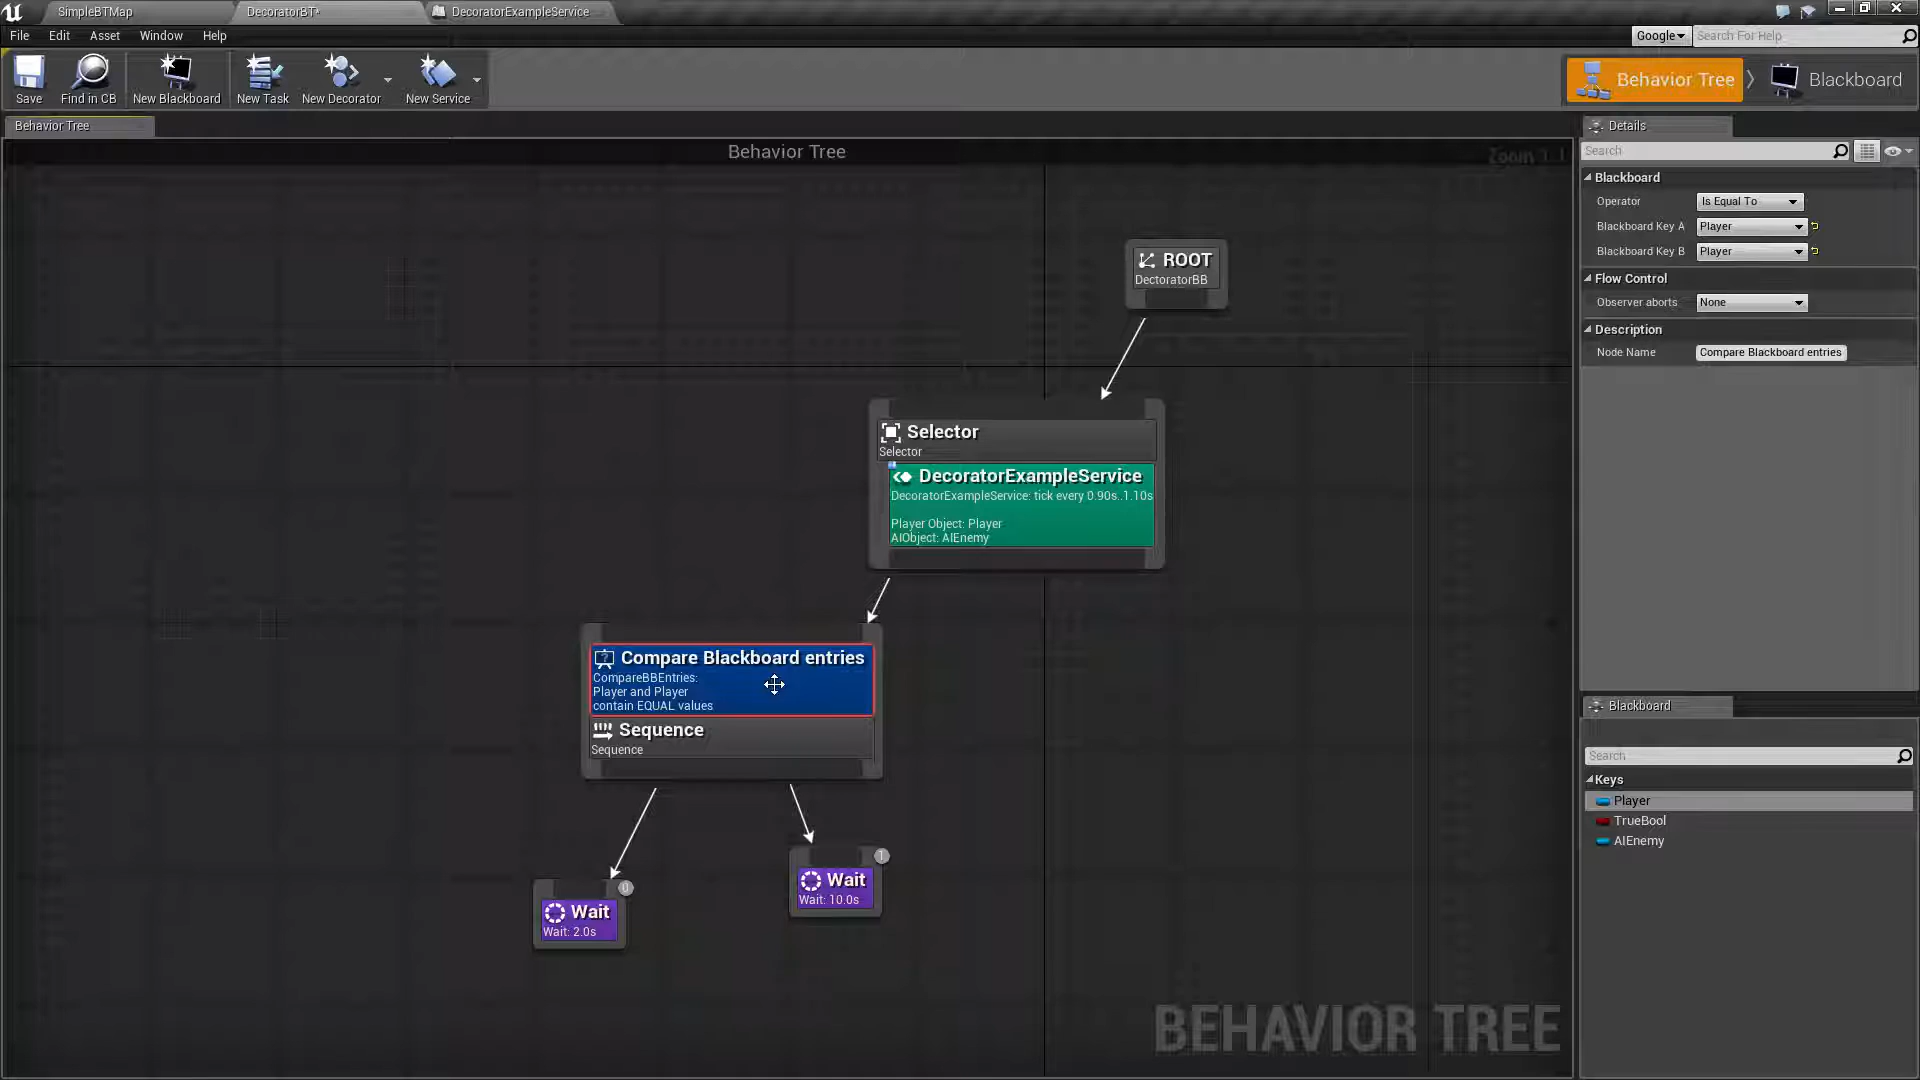 SimpleBTMap
DecoratorBT*
DecoratorExampleService
File
Edit
Asset
Window
Help
Google
Search For Help
Save
Find in CB
New Blackboard
New Task
New Decorator
New Service
Behavior Tree
Blackboard
Behavior Tree
Behavior Tree
Zoom 1:1
Details
Search
Blackboard
Operator
Is Equal To
Blackboard Key A
Player
Blackboard Key B
Player
Flow Control
Observer aborts
None
Description
Node Name
Compare Blackboard entries
ROOT
DectoratorBB
Selector
Selector
DecoratorExampleService
DecoratorExampleService: tick every 0.90s..1.10s
Player Object: Player
AIObject: AIEnemy
Compare Blackboard entries
CompareBBEntries:
Player and Player
contain EQUAL values
Sequence
Sequence
0
Wait
Wait: 2.0s
1
Wait
Wait: 10.0s
BEHAVIOR TREE
Blackboard
Search
Keys
Player
TrueBool
AIEnemy